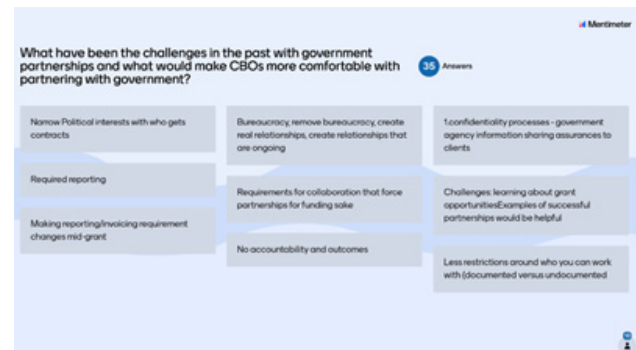 Mentimeter
What have been the challenges in the past with government
partnerships and what would make CBOs more comfortable with
partnering with government?
35 Answers
Narrow Political interests with who gets
contracts
Required reporting
Making reporting/invoicing requirement
changes mid-grant
Bureaucracy, remove bureaucracy, create
real relationships, create relationships that
are ongoing
Requirements for collaboration that force
partnerships for funding sake
No accountability and outcomes
1.confidentiality processes - government
agency information sharing assurances to
clients
Challenges: learning about grant
opportunitiesExamples of successful
partnerships would be helpful
Less restrictions around who you can work
with (documented versus undocumented